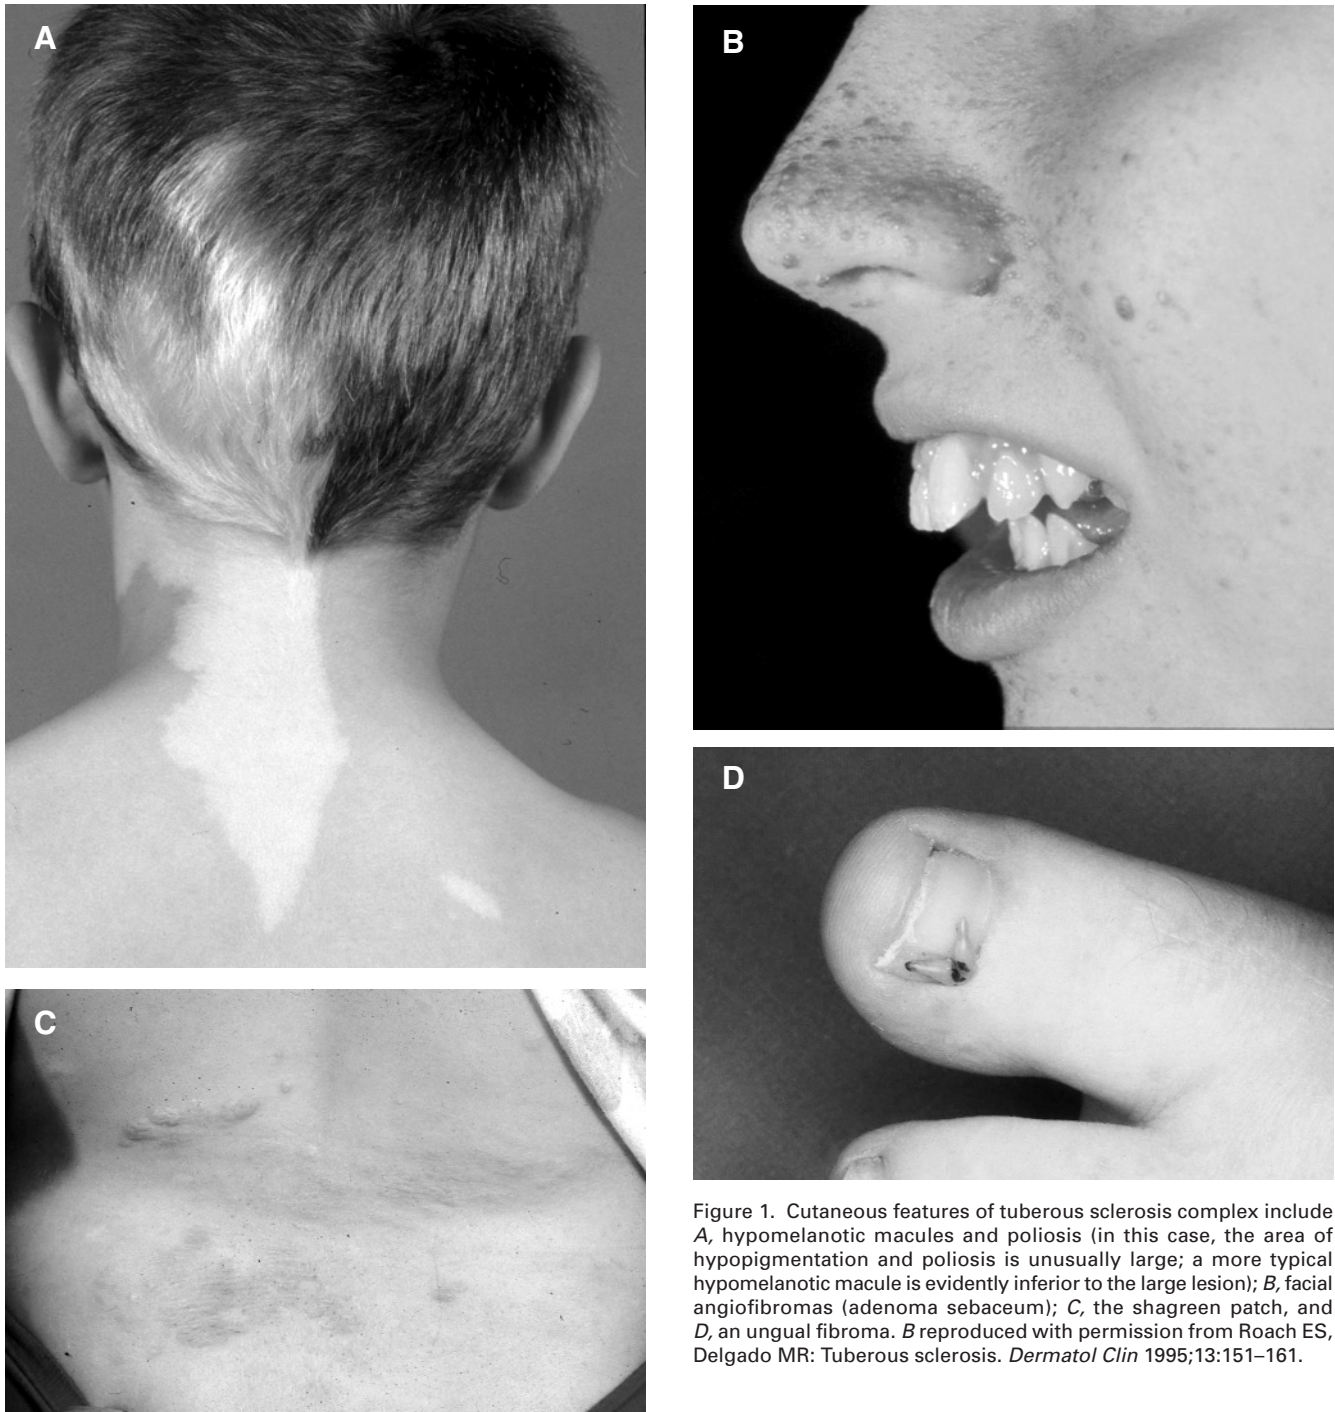 A
B
C
D
Figure 1. Cutaneous features of tuberous sclerosis complex include
A, hypomelanotic macules and poliosis (in this case, the area of
hypopigmentation and poliosis is unusually large; a more typical
hypomelanotic macule is evidently inferior to the large lesion); B, facial
angiofibromas (adenoma sebaceum); C, the shagreen patch, and
D, an ungual fibroma. B reproduced with permission from Roach ES,
Delgado MR: Tuberous sclerosis. Dermatol Clin 1995;13:151–161.